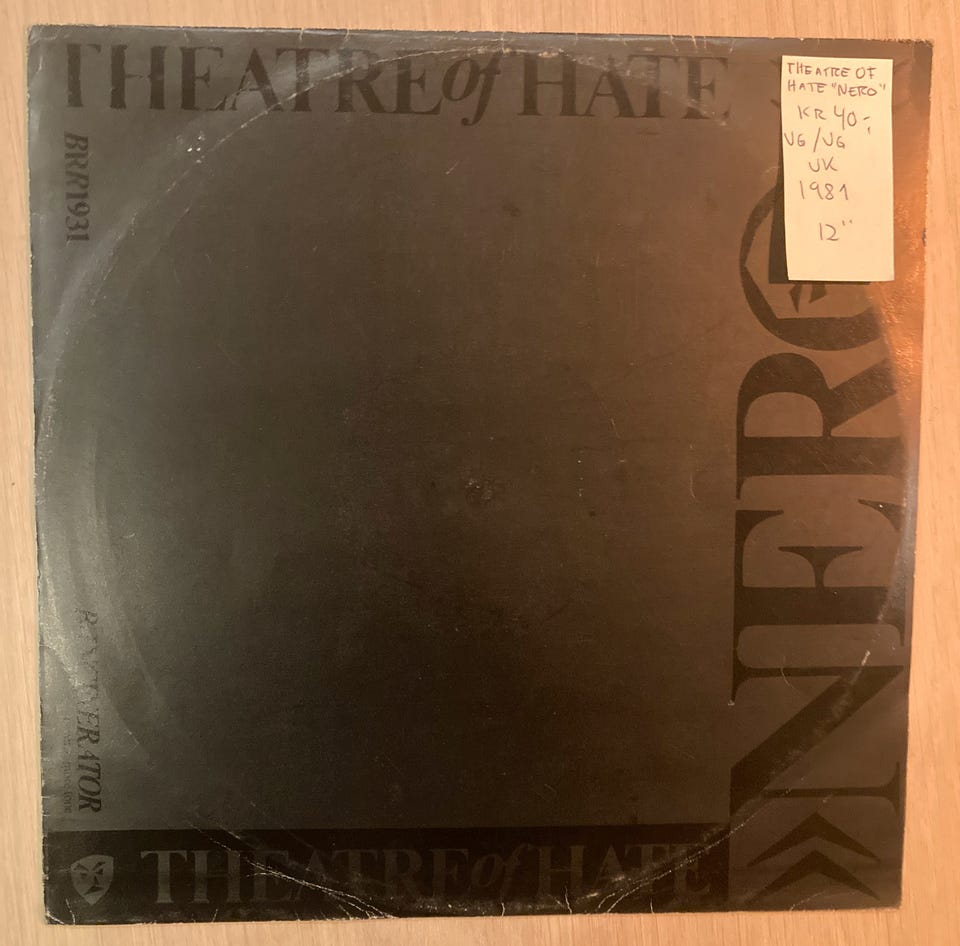 THEATRE of HATE
THEATRE OF
HATE "NERO"
KR 40-;
VG/VG
UK
1981
12"
BRR1931
NERO
THEATRE of HATE